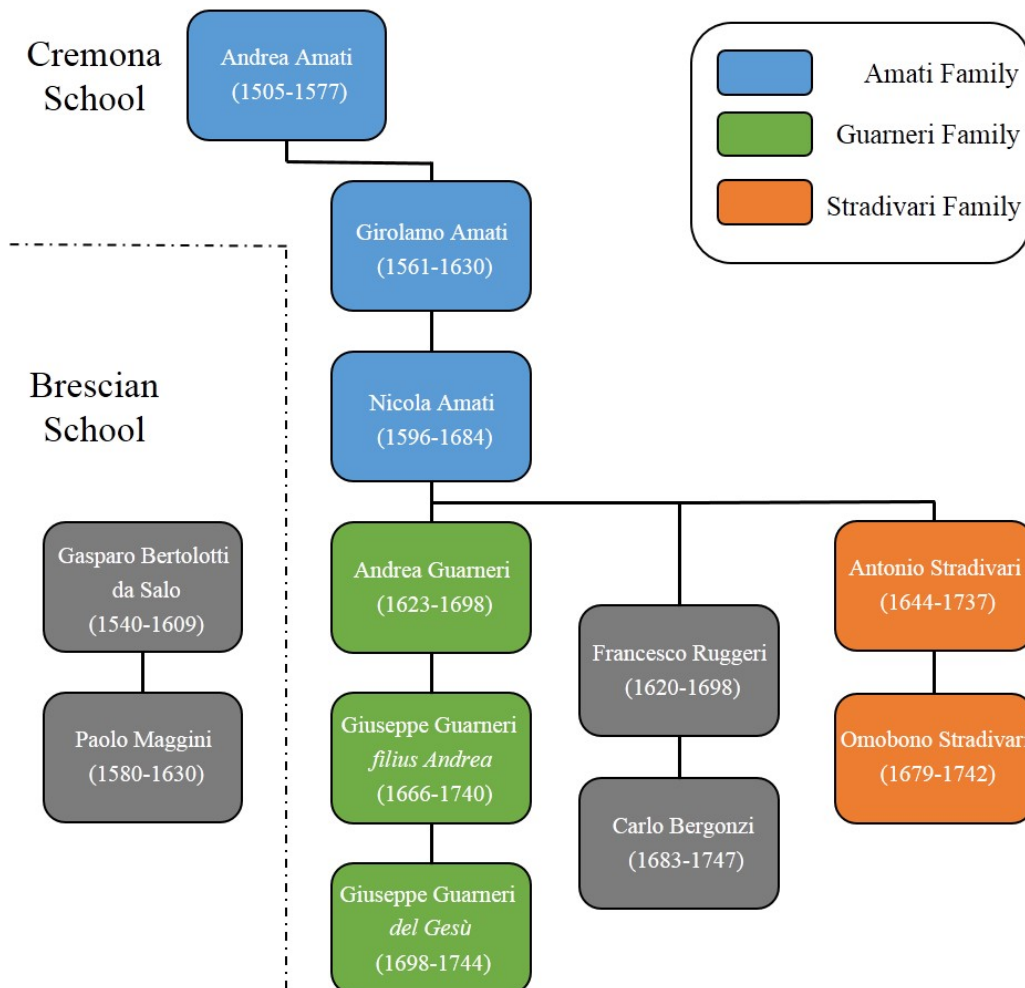 Cremona
School
Andrea Amati
(1505-1577)
Amati Family
Guarneri Family
Stradivari Family
Girolamo Amati
(1561-1630)
Brescian
School
Nicola Amati
(1596-1684)
Gasparo Bertolotti
da Salo
(1540-1609)
Paolo Maggini
(1580-1630)
Andrea Guarneri
(1623-1698)
Giuseppe Guarneri
filius Andrea
(1666-1740)
Giuseppe Guarneri
del Gesù
(1698-1744)
Francesco Ruggeri
(1620-1698)
Carlo Bergonzi
(1683-1747)
Antonio Stradivari
(1644-1737)
Omobono Stradivari
(1679-1742)